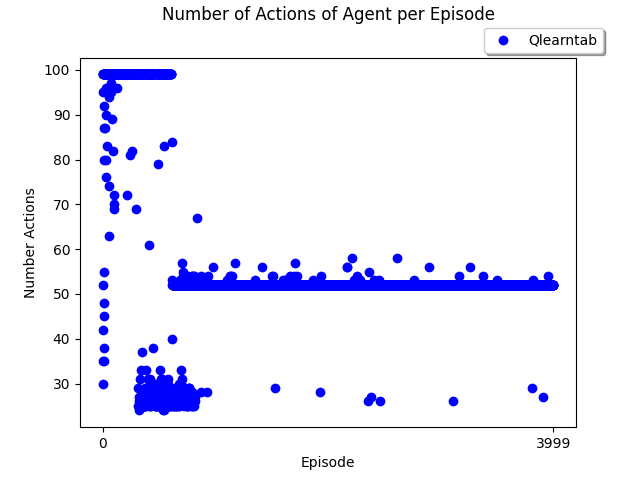 Number of Actions of Agent per Episode
Qlearntab
100
90
80
70
60
50
40
30
Number Actions
0
3999
Episode